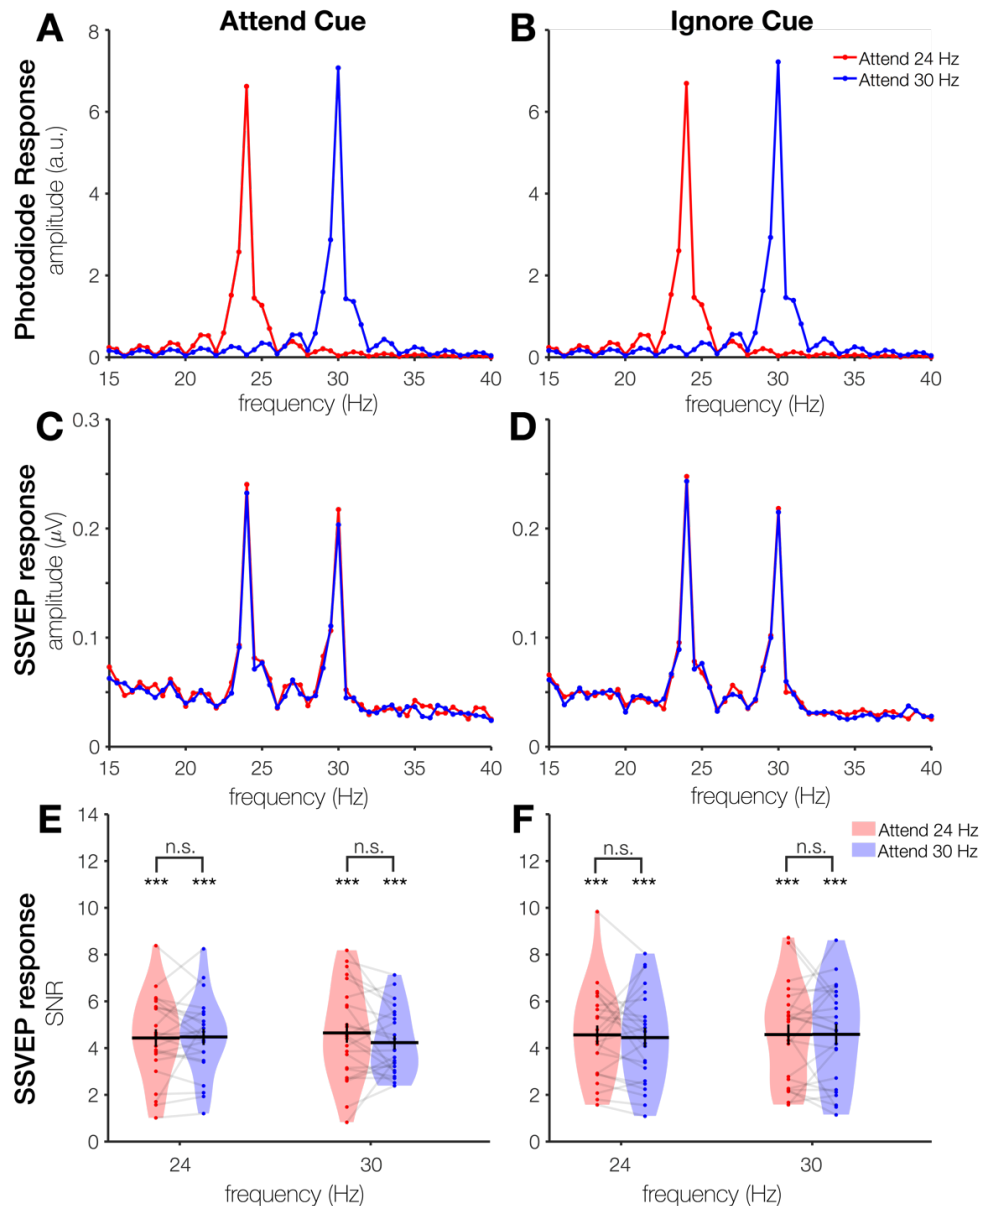 Attend Cue
Ignore Cue
A
B
Attend 24 Hz
Attend 30 Hz
Photodiode Response
amplitude (a.u.)
8
6
4
2
0
15 20 25 30 35 40
frequency (Hz)
8
6
4
2
0
15 20 25 30 35 40
frequency (Hz)
C
D
SSVEP response
amplitude (μV)
0.3
0.2
0.1
0
15 20 25 30 35 40
frequency (Hz)
0.3
0.2
0.1
0
15 20 25 30 35 40
frequency (Hz)
E
F
Attend 24 Hz
Attend 30 Hz
SSVEP response
SNR
14
12
10
8
6
4
2
0
n.s.
*** ***
n.s.
*** ***
24 30
frequency (Hz)
14
12
10
8
6
4
2
0
n.s.
*** ***
n.s.
*** ***
24 30
frequency (Hz)